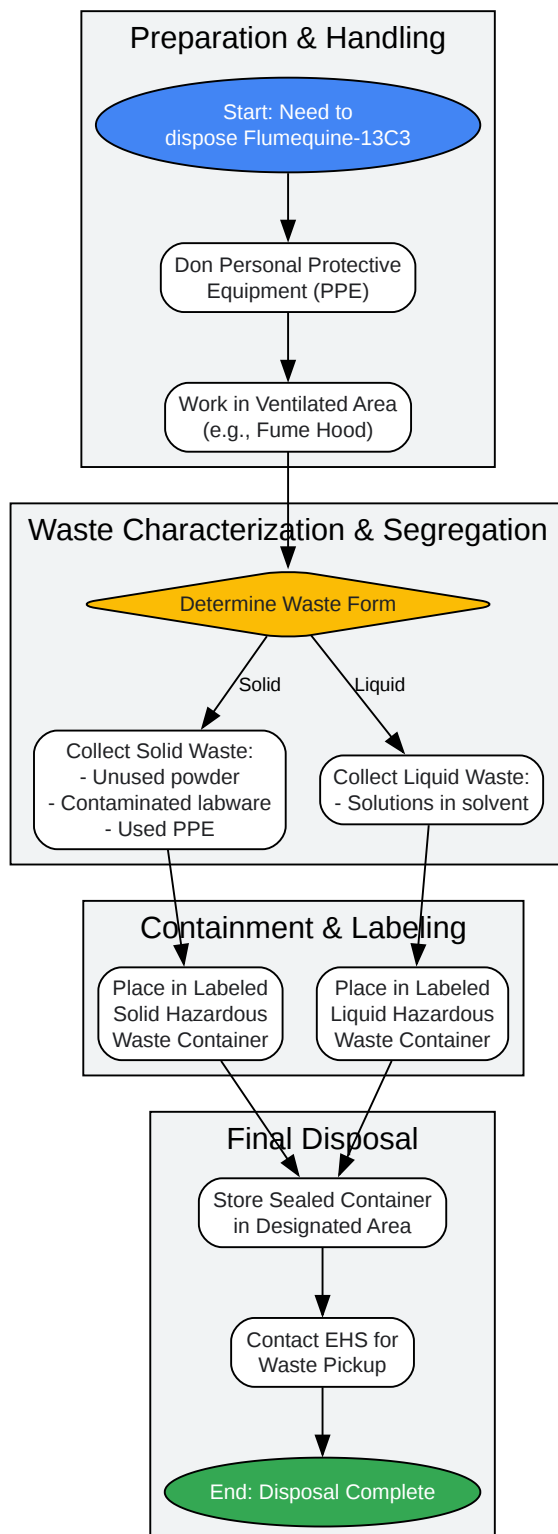 Preparation & Handling
Start: Need to
dispose Flumequine-13C3
Don Personal Protective
Equipment (PPE)
Work in Ventilated Area
(e.g., Fume Hood)
Waste Characterization & Segregation
Determine Waste Form
Solid
Liquid
Collect Solid Waste:
- Unused powder
- Contaminated labware
- Used PPE
Collect Liquid Waste:
- Solutions in solvent
Containment & Labeling
Place in Labeled
Solid Hazardous
Waste Container
Place in Labeled
Liquid Hazardous
Waste Container
Final Disposal
Store Sealed Container
in Designated Area
Contact EHS for
Waste Pickup
End: Disposal Complete